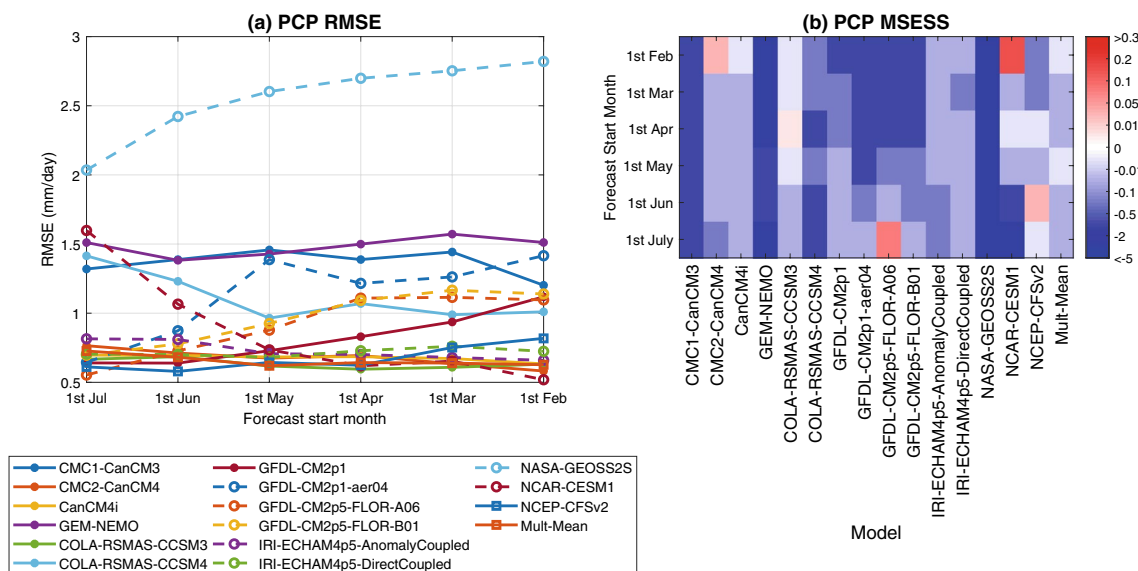 (a) PCP RMSE
3
2.5
2
1.5
1
0.5
RMSE (mm/day)
1st Jul
1st Jun
1st May
1st Apr
1st Mar
1st Feb
Forecast start month
CMC1-CanCM3
CMC2-CanCM4
CanCM4i
GEM-NEMO
COLA-RSMAS-CCSM3
COLA-RSMAS-CCSM4
GFDL-CM2p1
GFDL-CM2p1-aer04
GFDL-CM2p5-FLOR-A06
GFDL-CM2p5-FLOR-B01
IRI-ECHAM4p5-AnomalyCoupled
IRI-ECHAM4p5-DirectCoupled
NASA-GEOSS2S
NCAR-CESM1
NCEP-CFSv2
Mult-Mean
(b) PCP MSESS
Forecast Start Month
1st Feb
1st Mar
1st Apr
1st May
1st Jun
1st July
CMC1-CanCM3
CMC2-CanCM4
CanCM4i
GEM-NEMO
COLA-RSMAS-CCSM3
COLA-RSMAS-CCSM4
GFDL-CM2p1
GFDL-CM2p1-aer04
GFDL-CM2p5-FLOR-A06
GFDL-CM2p5-FLOR-B01
IRI-ECHAM4p5-AnomalyCoupled
IRI-ECHAM4p5-DirectCoupled
NASA-GEOSS2S
NCAR-CESM1
NCEP-CFSv2
Mult-Mean
Model
>0.3
0.2
0.1
0.05
0.01
0
-0.01
-0.1
-0.5
-2
<-5